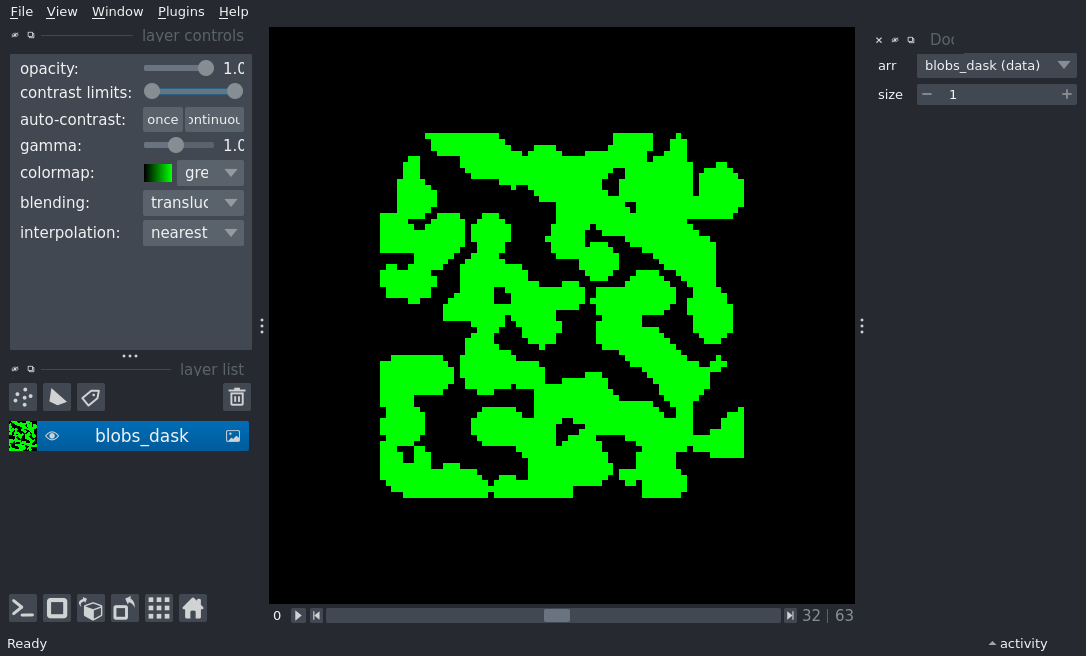 File View Window Plugins Help
layer controls
opacity: 1.0
contrast limits:
auto-contrast: once ontinuou
gamma: 1.0
colormap: gre
blending: transluc
interpolation: nearest
layer list
blobs_dask
0 32 | 63
Ready
Doc
arr blobs_dask (data)
size − 1 +
activity